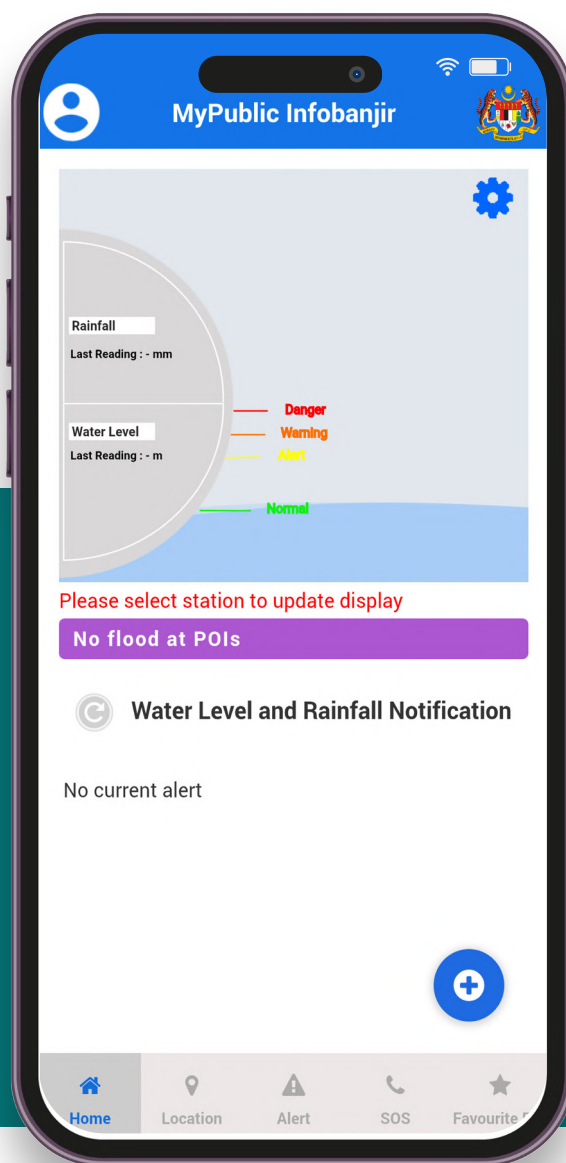 MyPublic Infobanjir
Rainfall
Last Reading : - mm
Danger
Water Level
Warning
Last Reading : - m
Alert
Normal
Please select station to update display
No flood at POIs
Water Level and Rainfall Notification
No current alert
Home
Location
Alert
SOS
Favourite